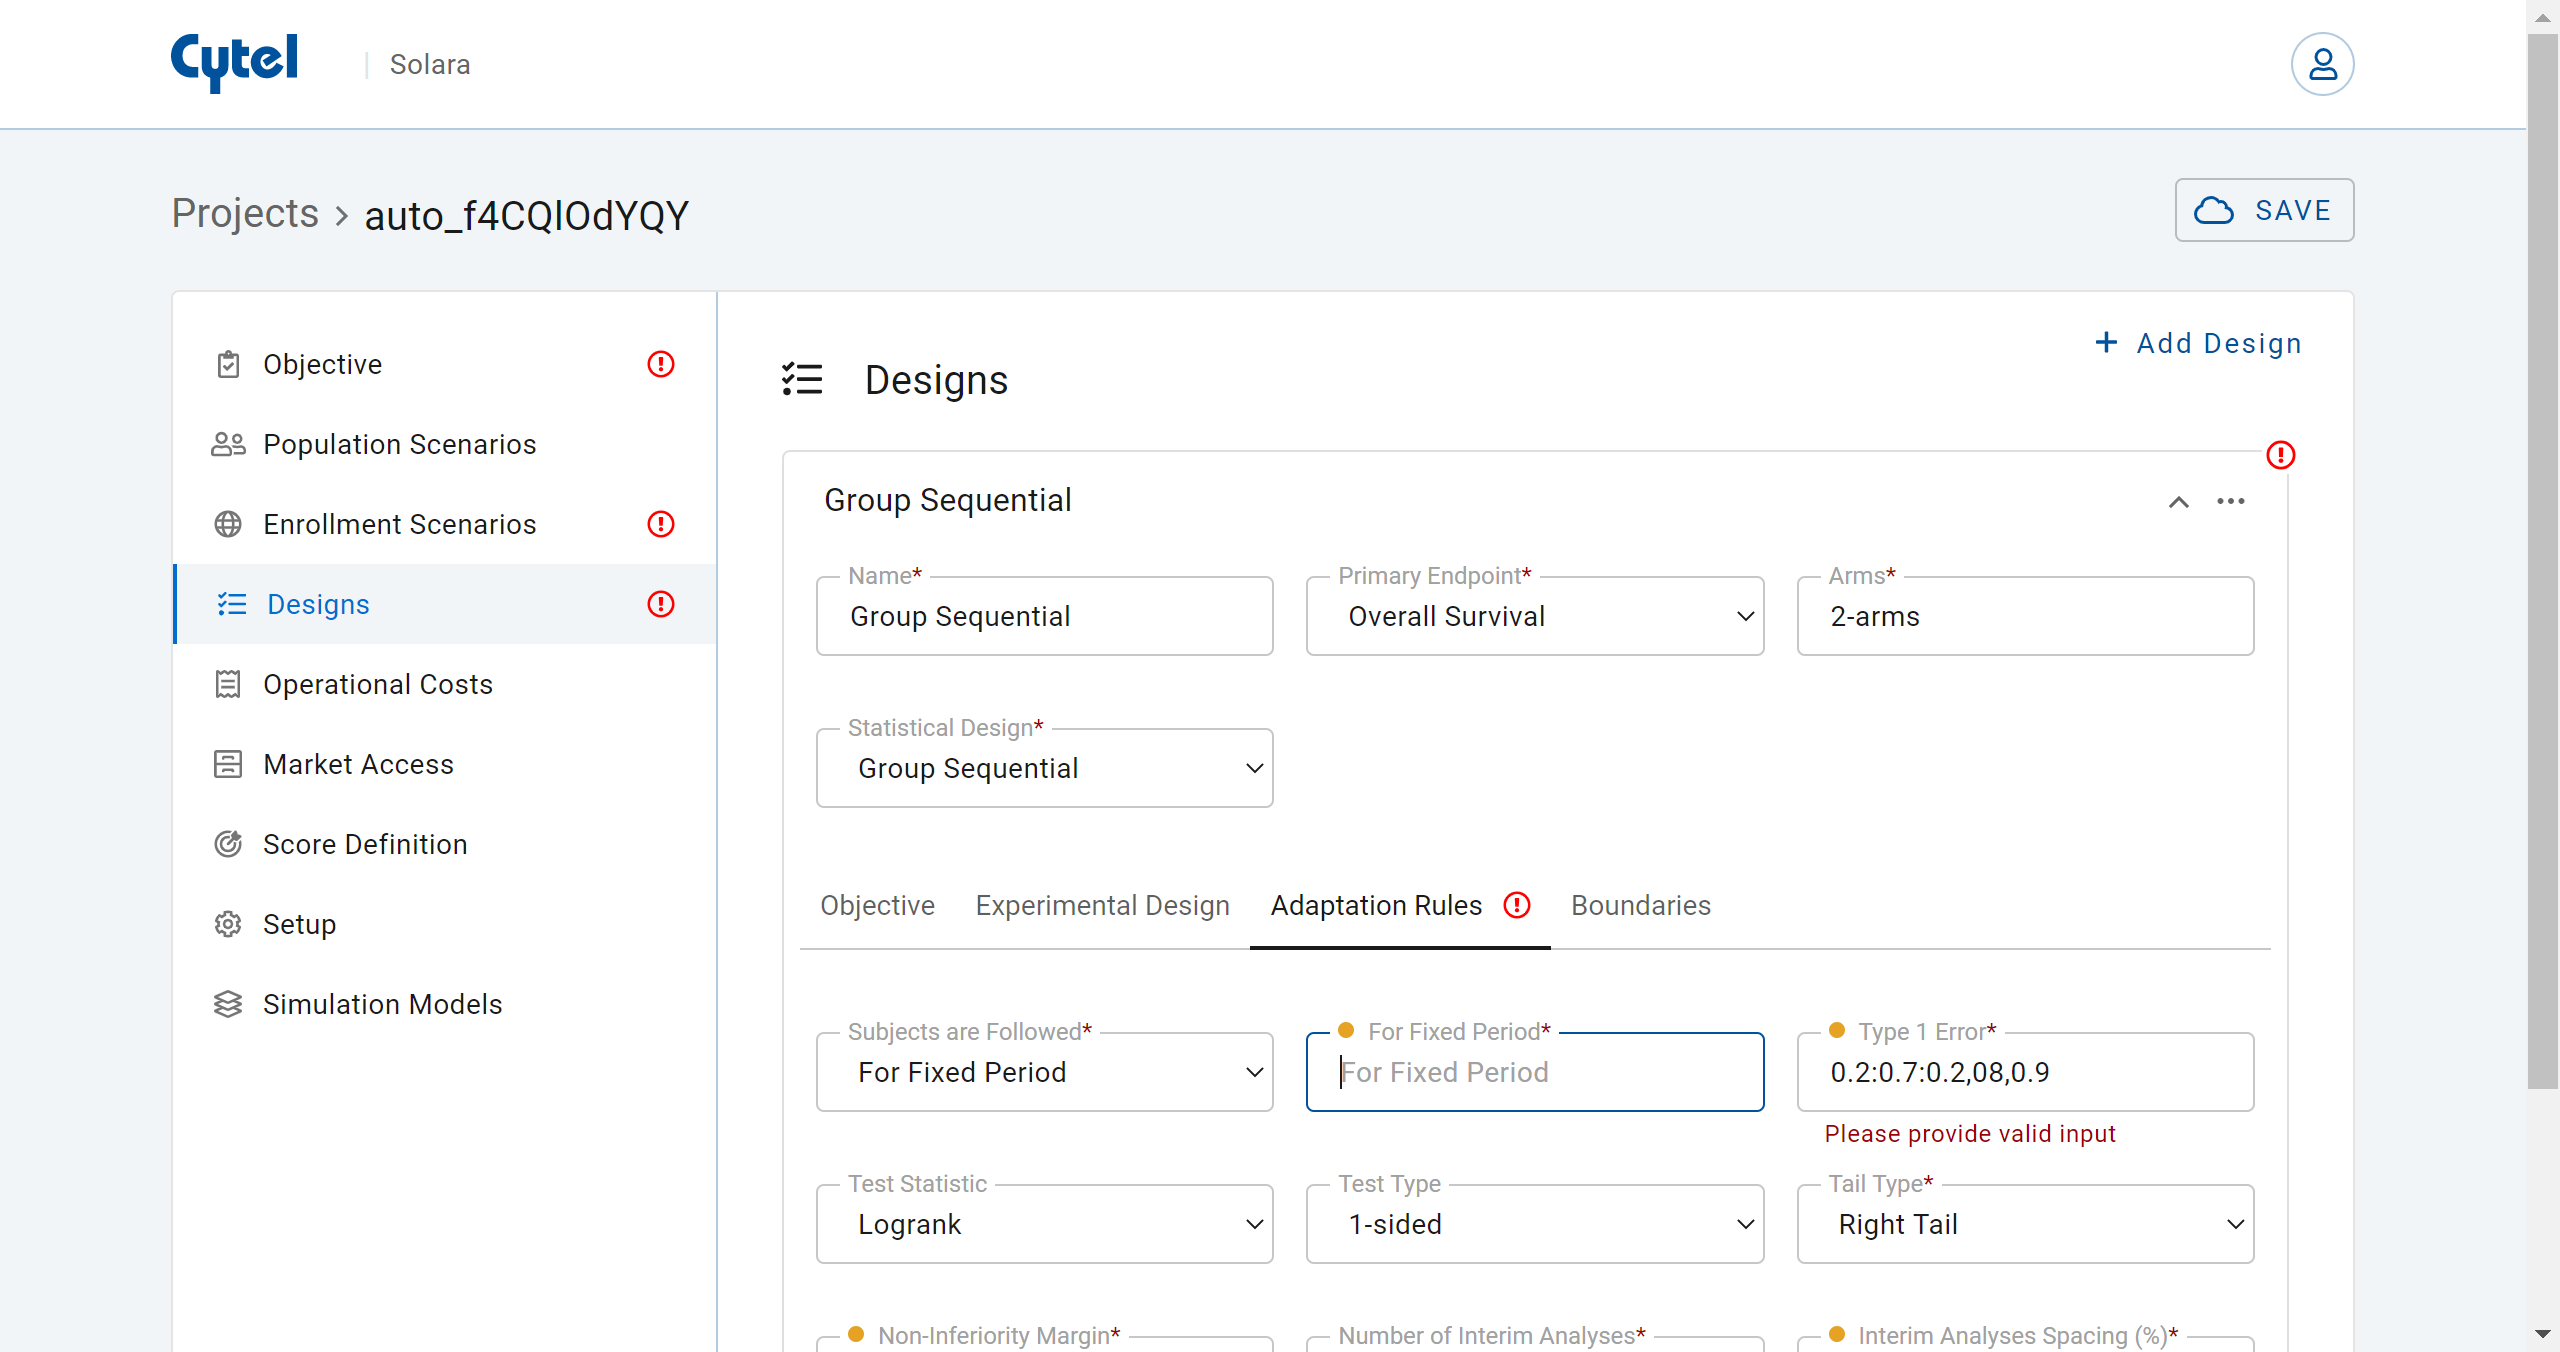 Cytel | Solara
Projects > auto_f4CQlOdYQY
SAVE
Objective
Population Scenarios
Enrollment Scenarios
Designs
Operational Costs
Market Access
Score Definition
Setup
Simulation Models
+ Add Design
Designs
Group Sequential
Name*
Group Sequential
Primary Endpoint*
Overall Survival
Arms*
2-arms
Statistical Design*
Group Sequential
Objective Experimental Design Adaptation Rules Boundaries
Subjects are Followed*
For Fixed Period
For Fixed Period*
For Fixed Period
Type 1 Error*
0.2:0.7:0.2,08,0.9
Please provide valid input
Test Statistic
Logrank
Test Type
1-sided
Tail Type*
Right Tail
Non-Inferiority Margin*
Number of Interim Analyses*
Interim Analyses Spacing (%)*